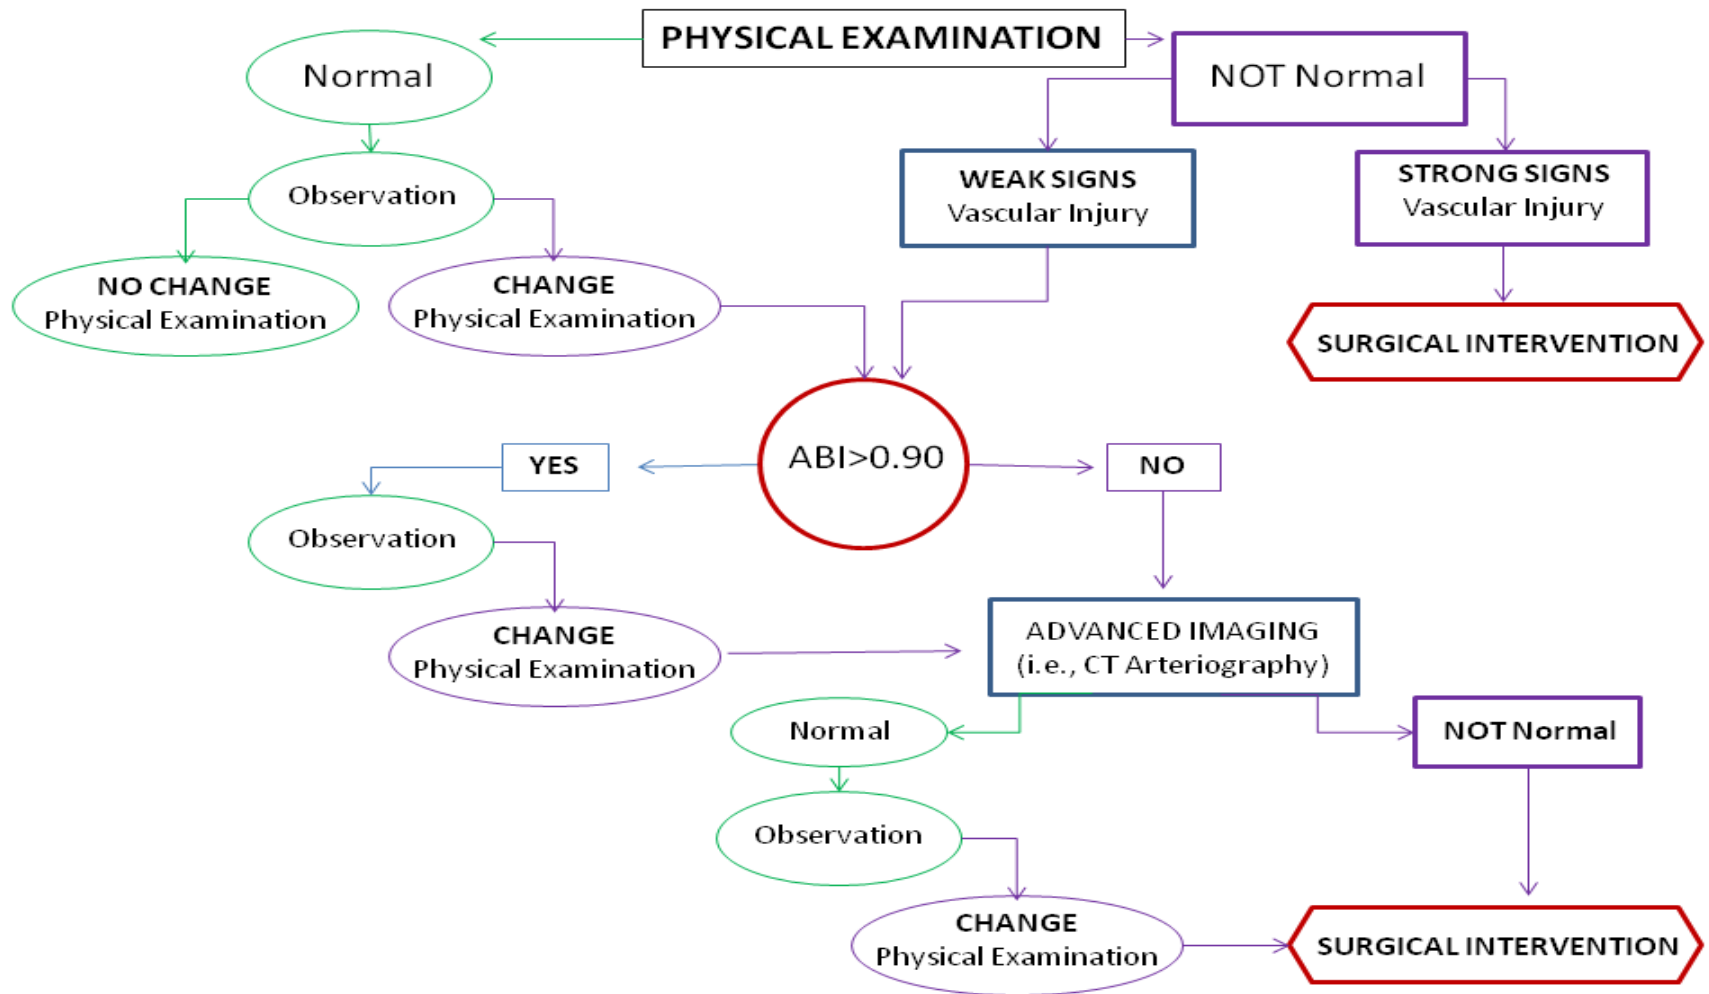 PHYSICAL EXAMINATION
Normal
NOT Normal
Observation
WEAK SIGNS
Vascular Injury
STRONG SIGNS
Vascular Injury
NO CHANGE
Physical Examination
CHANGE
Physical Examination
SURGICAL INTERVENTION
ABI>0.90
YES
NO
Observation
CHANGE
Physical Examination
ADVANCED IMAGING
(i.e., CT Arteriography)
Normal
NOT Normal
Observation
CHANGE
Physical Examination
SURGICAL INTERVENTION